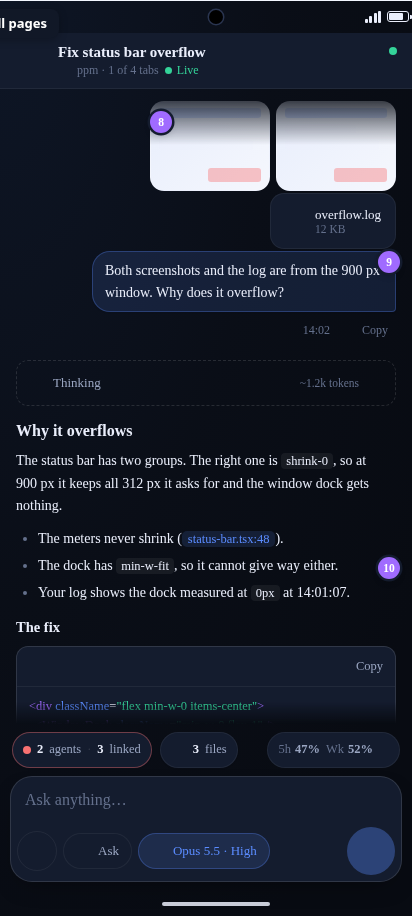 ll pages
Fix status bar overflow
ppm · 1 of 4 tabs Live
8
overflow.log
12 KB
9
Both screenshots and the log are from the 900 px
window. Why does it overflow?
14:02 Copy
Thinking ~1.2k tokens
Why it overflows
The status bar has two groups. The right one is shrink-0, so at
900 px it keeps all 312 px it asks for and the window dock gets
nothing.
• The meters never shrink (status-bar.tsx:48).
• The dock has min-w-fit, so it cannot give way either.
10
• Your log shows the dock measured at 0px at 14:01:07.
The fix
Copy
<div className="flex min-w-0 items-center">
2 agents · 3 linked 3 files 5h 47% Wk 52%
Ask anything…
Ask Opus 5.5 · High